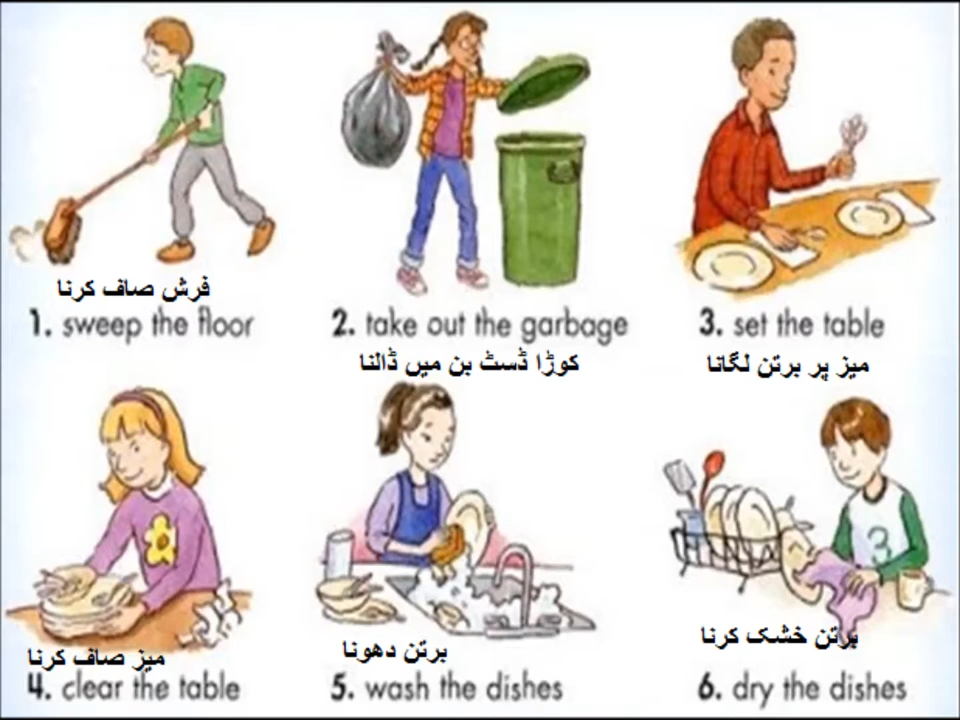 فرش صاف کرنا
1. sweep the floor
2. take out the garbage
کوڑا ڈسٹ بن میں ڈالنا
3. set the table
میز پر برتن لگانا
میز صاف کرنا
4. clear the table
برتن دھونا
5. wash the dishes
3
برتن خشک کرنا
6. dry the dishes